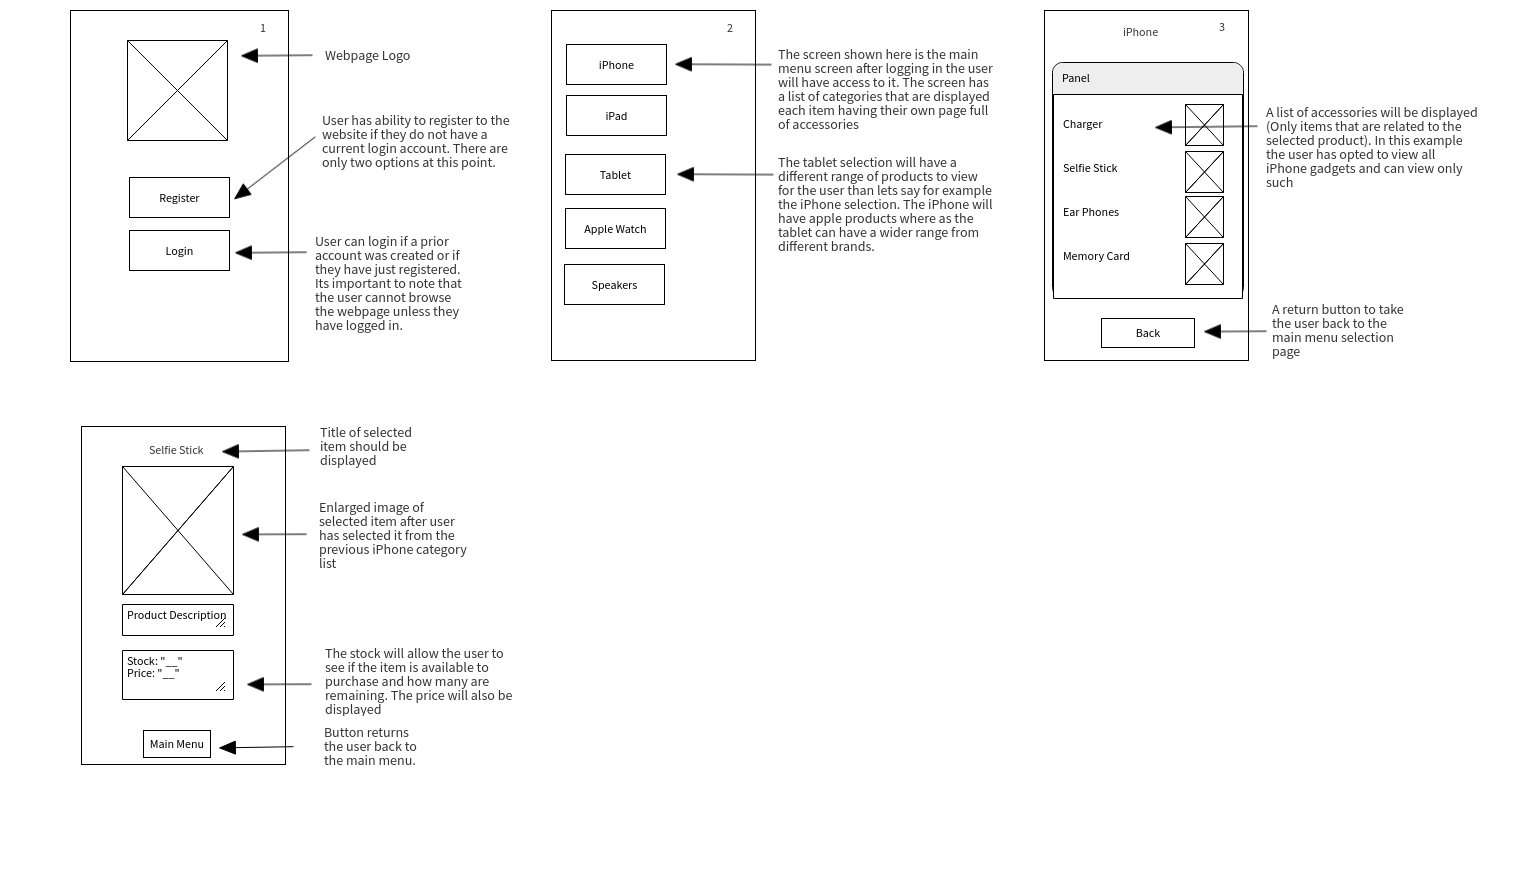 1
Webpage Logo
User has ability to register to the
website if they do not have a
current login account. There are
only two options at this point.
Register
Login
User can login if a prior
account was created or if
they have just registered.
Its important to note that
the user cannot browse
the webpage unless they
have logged in.
2
iPhone
iPad
Tablet
Apple Watch
Speakers
The screen shown here is the main
menu screen after logging in the user
will have access to it. The screen has
a list of categories that are displayed
each item having their own page full
of accessories
The tablet selection will have a
different range of products to view
for the user than lets say for example
the iPhone selection. The iPhone will
have apple products where as the
tablet can have a wider range from
different brands.
iPhone
3
Panel
Charger
Selfie Stick
Ear Phones
Memory Card
Back
A list of accessories will be displayed
(Only items that are related to the
selected product). In this example
the user has opted to view all
iPhone gadgets and can view only
such
A return button to take
the user back to the
main menu selection
page
Selfie Stick
Title of selected
item should be
displayed
Enlarged image of
selected item after user
has selected it from the
previous iPhone category
list
Product Description
Stock: "__"
Price: "__"
The stock will allow the user to
see if the item is available to
purchase and how many are
remaining. The price will also be
displayed
Main Menu
Button returns
the user back to
the main menu.